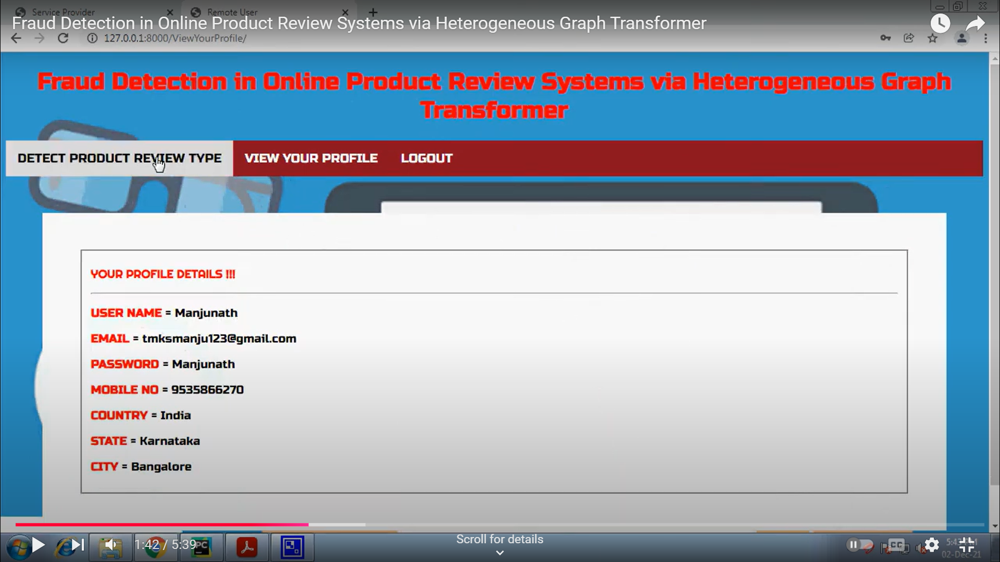 Service Provider
Remote User
Fraud Detection in Online Product Review Systems via Heterogeneous Graph Transformer
127.0.0.1:8000/ViewYourProfile/
Fraud Detection in Online Product Review Systems via Heterogeneous Graph
Transformer
DETECT PRODUCT REVIEW TYPE
VIEW YOUR PROFILE
LOGOUT
YOUR PROFILE DETAILS !!!
USER NAME = Manjunath
EMAIL = tmksmanju123@gmail.com
PASSWORD = Manjunath
MOBILE NO = 9535866270
COUNTRY = India
STATE = Karnataka
CITY = Bangalore
1:42 / 5:39
PC
Scroll for details
CC
02-Dec-21